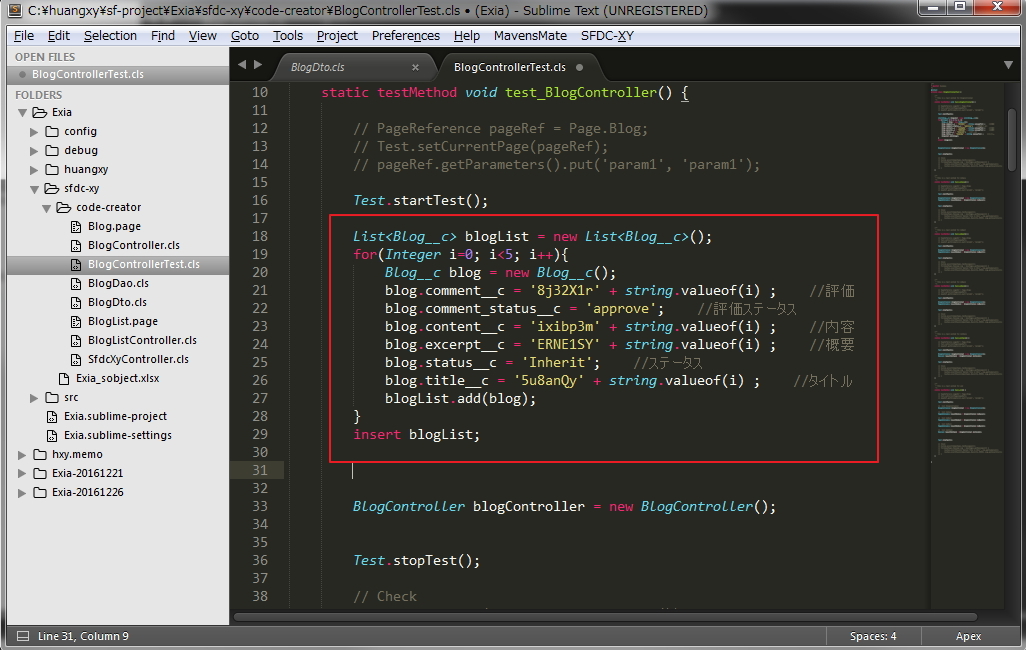 C:¥huangxy¥sf-project¥Exia¥sfdc-xy¥code-creator¥BlogControllerTest.cls • (Exia) - Sublime Text (UNREGISTERED)
File Edit Selection Find View Goto Tools Project Preferences Help MavensMate SFDC-XY
OPEN FILES
BlogControllerTest.cls
FOLDERS
Exia
config
debug
huangxy
sfdc-xy
code-creator
Blog.page
BlogController.cls
BlogControllerTest.cls
BlogDao.cls
BlogDto.cls
BlogList.page
BlogListController.cls
SfdcXyController.cls
Exia_sobject.xlsx
src
Exia.sublime-project
Exia.sublime-settings
hxy.memo
Exia-20161221
Exia-20161226
BlogDto.cls × BlogControllerTest.cls
10 static testMethod void test_BlogController() {
11
12 // PageReference pageRef = Page.Blog;
13 // Test.setCurrentPage(pageRef);
14 // pageRef.getParameters().put('param1', 'param1');
15
16 Test.startTest();
17
18 List<Blog__c> blogList = new List<Blog__c>();
19 for(Integer i=0; i<5; i++){
20 Blog__c blog = new Blog__c();
21 blog.comment__c = '8j32X1r' + string.valueof(i) ; //評価
22 blog.comment_status__c = 'approve'; //評価ステータス
23 blog.content__c = 'ixibp3m' + string.valueof(i) ; //内容
24 blog.excerpt__c = 'ERNE1SY' + string.valueof(i) ; //概要
25 blog.status__c = 'Inherit'; //ステータス
26 blog.title__c = '5u8anQy' + string.valueof(i) ; //タイトル
27 blogList.add(blog);
28 }
29 insert blogList;
30
31
32
33 BlogController blogController = new BlogController();
34
35
36 Test.stopTest();
37
38 // Check
Line 31, Column 9 Spaces: 4 Apex